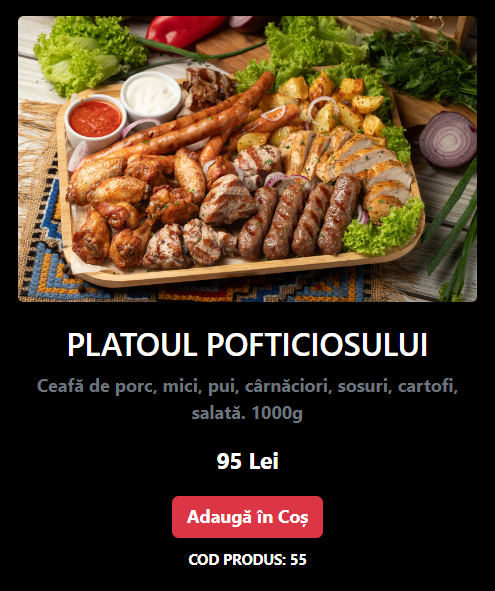 PLATOUL POFTICIOSULUI
Ceafă de porc, mici, pui, cârnăciori, sosuri, cartofi,
salată. 1000g
95 Lei
Adaugă în Coș
COD PRODUS: 55